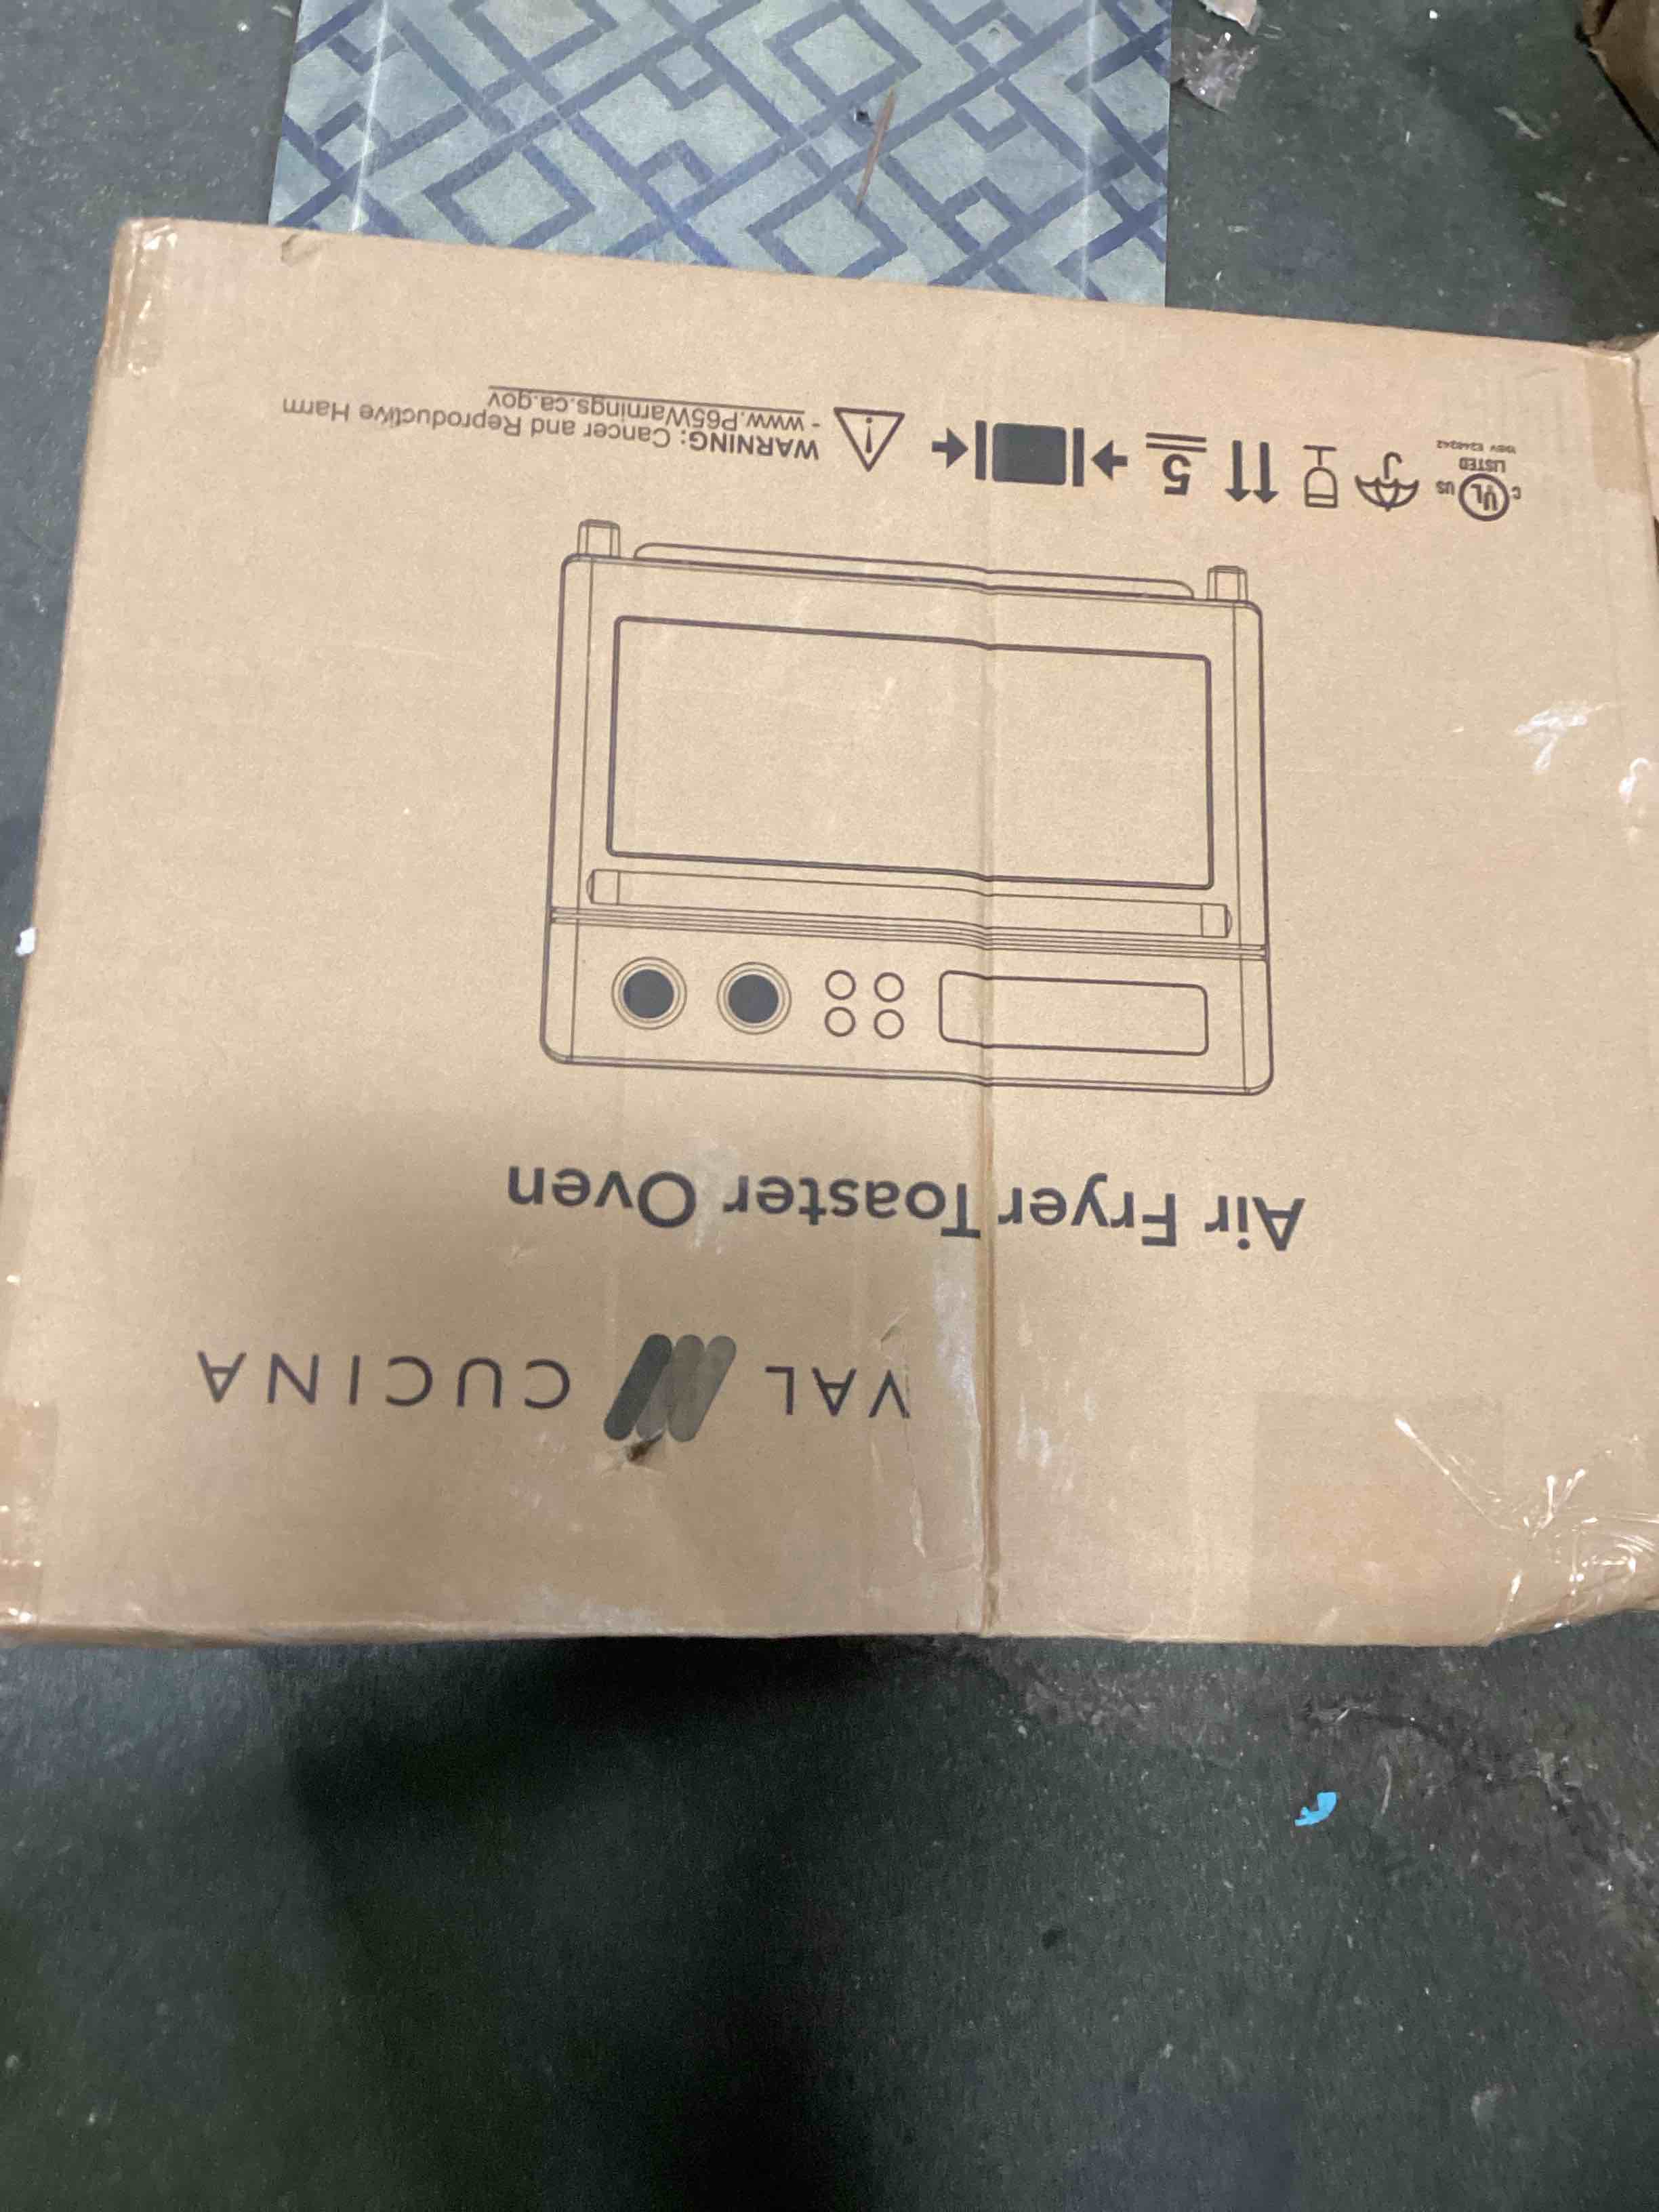 VAL CUCINA
Air Fryer Toaster Oven
C UL US
LISTED
5
WARNING: Cancer and Reproductive Harm
- www.P65Warnings.ca.gov